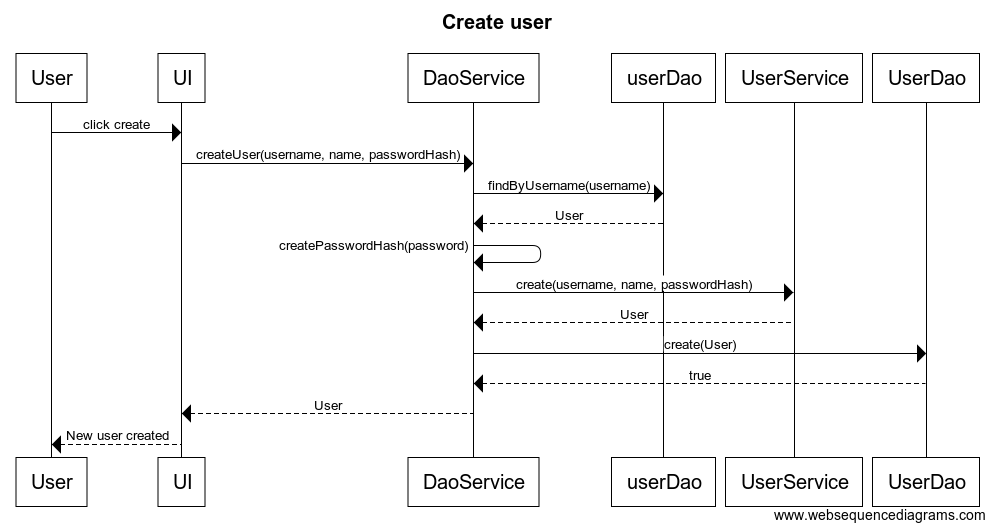 Create user
User
UI
DaoService
userDao
UserService
UserDao
click create
createUser(username, name, passwordHash)
findByUsername(username)
User
createPasswordHash(password)
create(username, name, passwordHash)
User
create(User)
true
User
New user created
User
UI
DaoService
userDao
UserService
UserDao
www.websequencediagrams.com